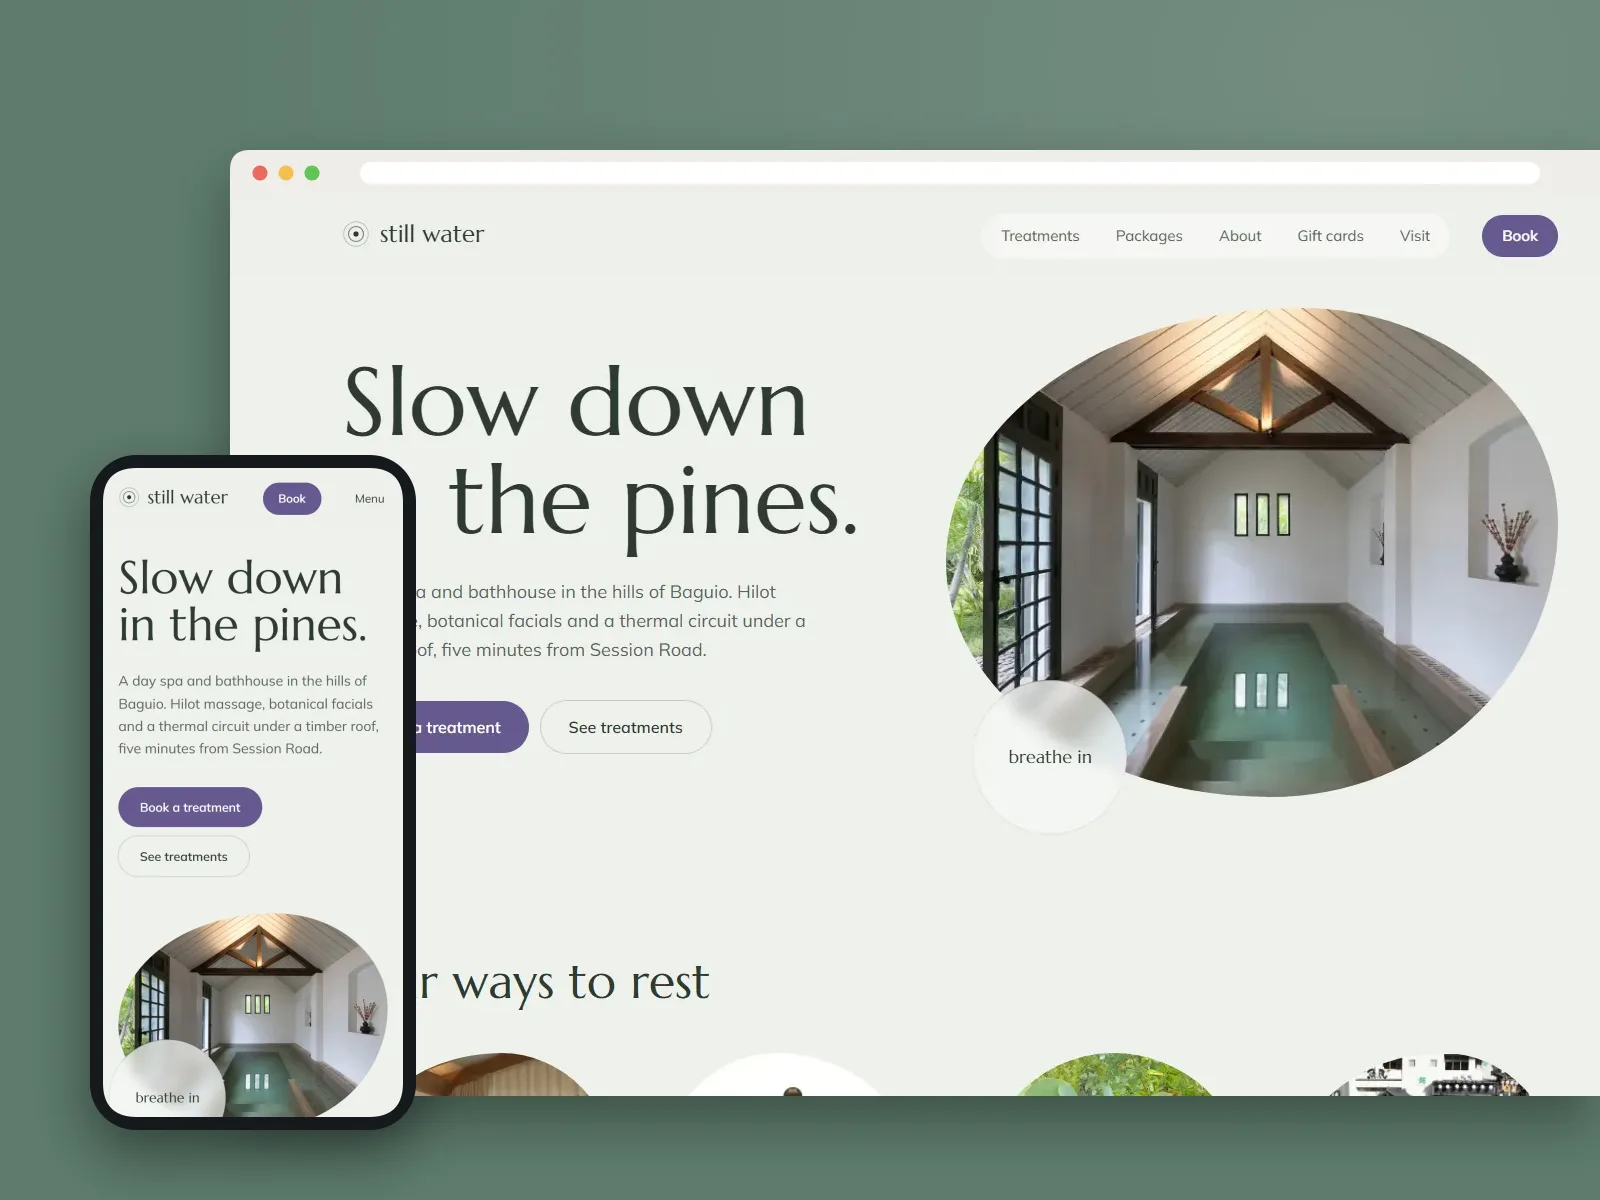 still water
Treatments
Packages
About
Gift cards
Visit
Book
Slow down
the pines.
and bathhouse in the hills of Baguio. Hilot
botanical facials and a thermal circuit under a
five minutes from Session Road.
a treatment
See treatments
breathe in
ways to rest
still water
Book
Menu
Slow down
in the pines.
A day spa and bathhouse in the hills of
Baguio. Hilot massage, botanical facials
and a thermal circuit under a timber roof,
five minutes from Session Road.
Book a treatment
See treatments
breathe in